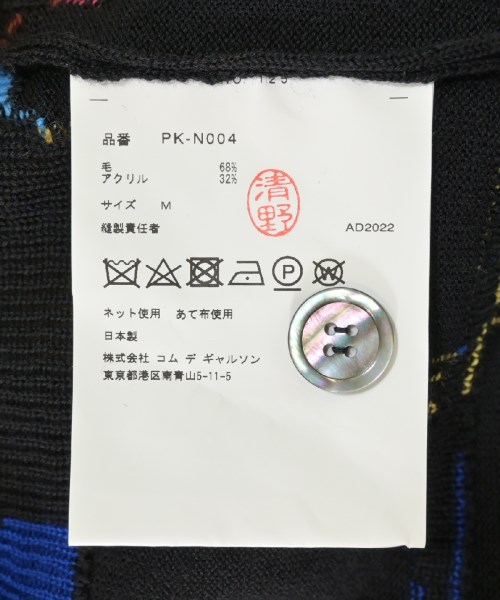 品番 PK-N004
毛 68%
アクリル 32%
サイズ M
清野
縫製責任者 AD2022
P W
ネット使用 あて布使用
日本製
株式会社 コム デ ギャルソン
東京都港区南青山5-11-5